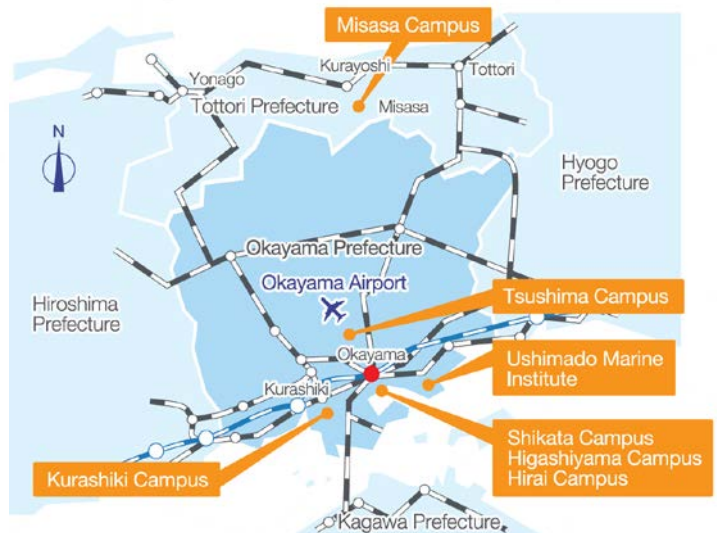 Misasa Campus
Kurayoshi
Tottori
Yonago
Tottori Prefecture
Misasa
N
Hyogo
Prefecture
Okayama Prefecture
Okayama Airport
Hiroshima
Prefecture
Tsushima Campus
Okayama
Ushimado Marine
Institute
Kurashiki
Shikata Campus
Higashiyama Campus
Hirai Campus
Kurashiki Campus
Kagawa Prefecture